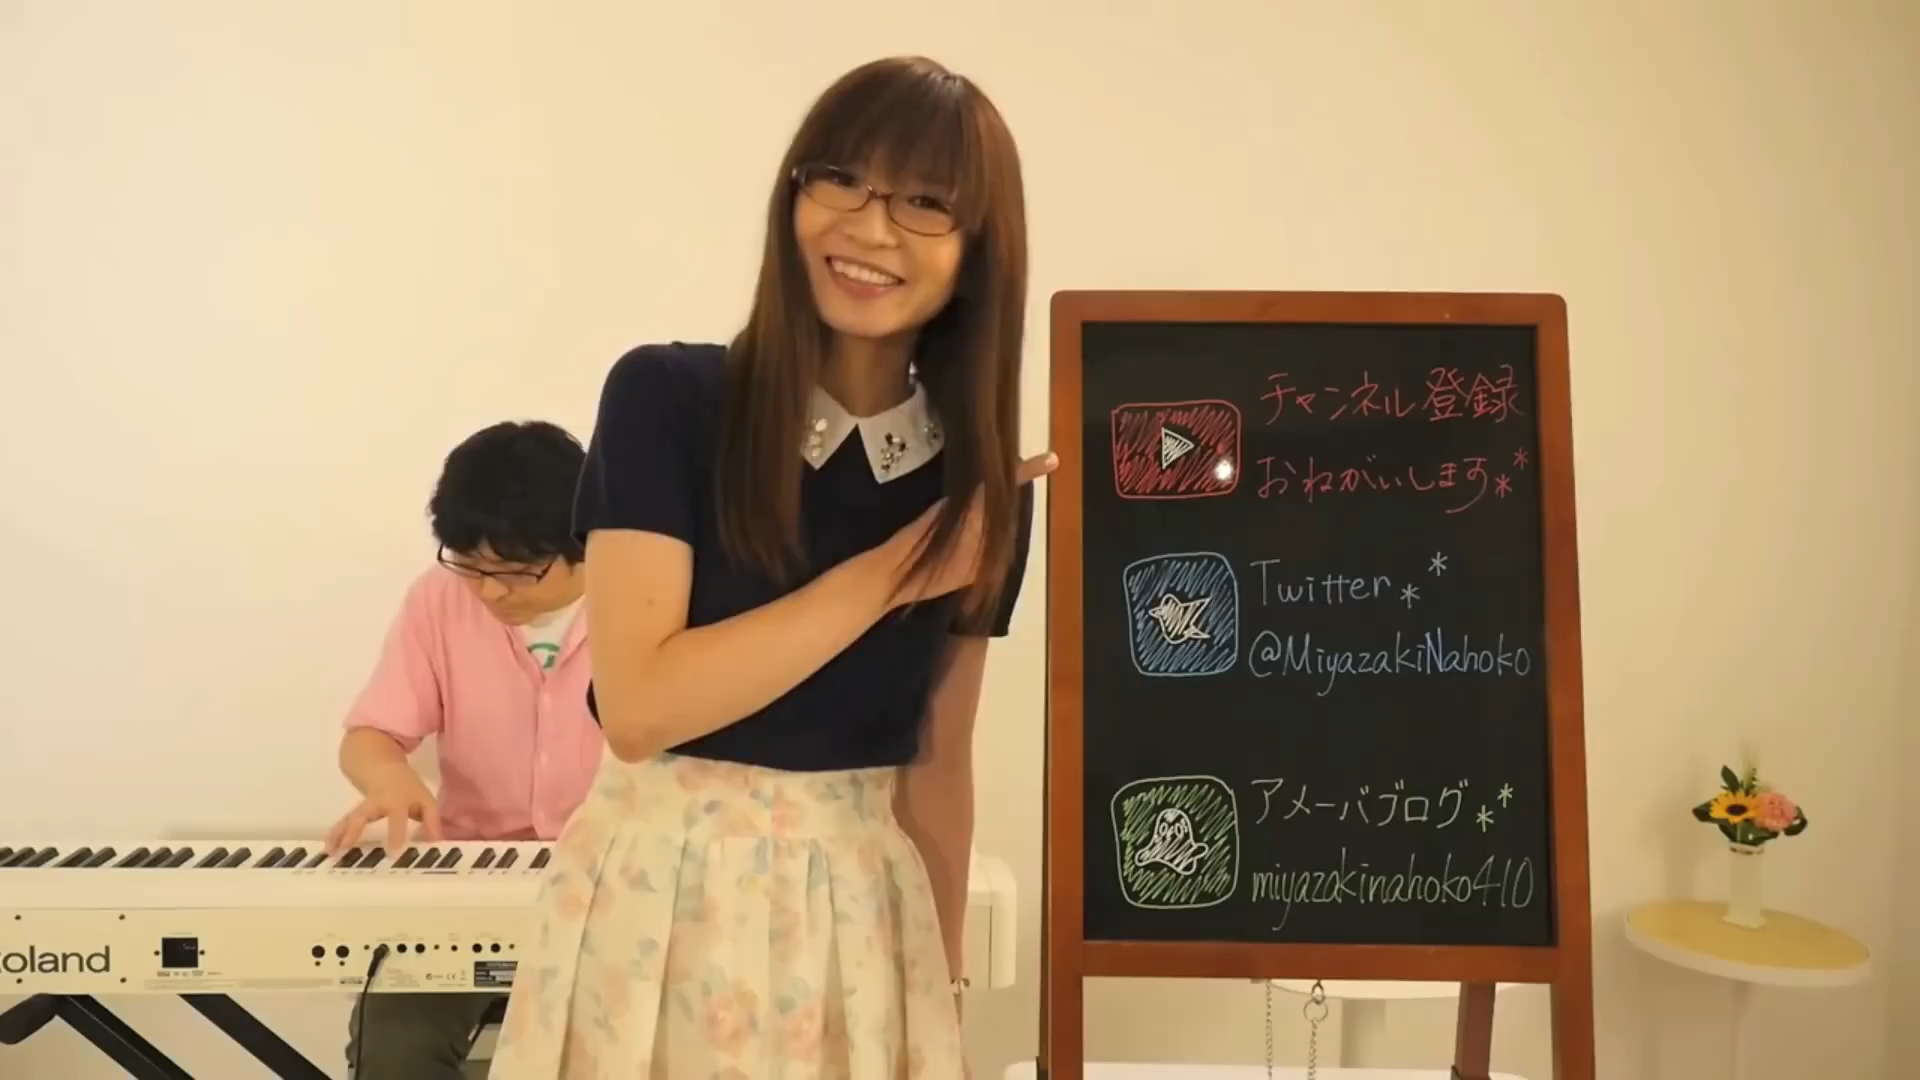 チャンネル登録
おねがいします**
Twitter**
@MiyazakiNahoko
アメーバブログ**
miyazakinahoko410
Roland